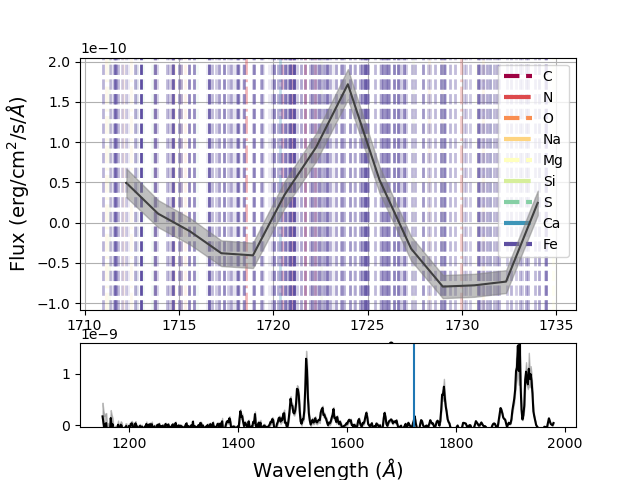 1e−10
2.0
1.5
1.0
0.5
0.0
−0.5
−1.0
Flux (erg/cm²/s/Å)
C
N
O
Na
Mg
Si
S
Ca
Fe
1710 1715 1720 1725 1730 1735
1e−9
1
0
1200 1400 1600 1800 2000
Wavelength (Å)